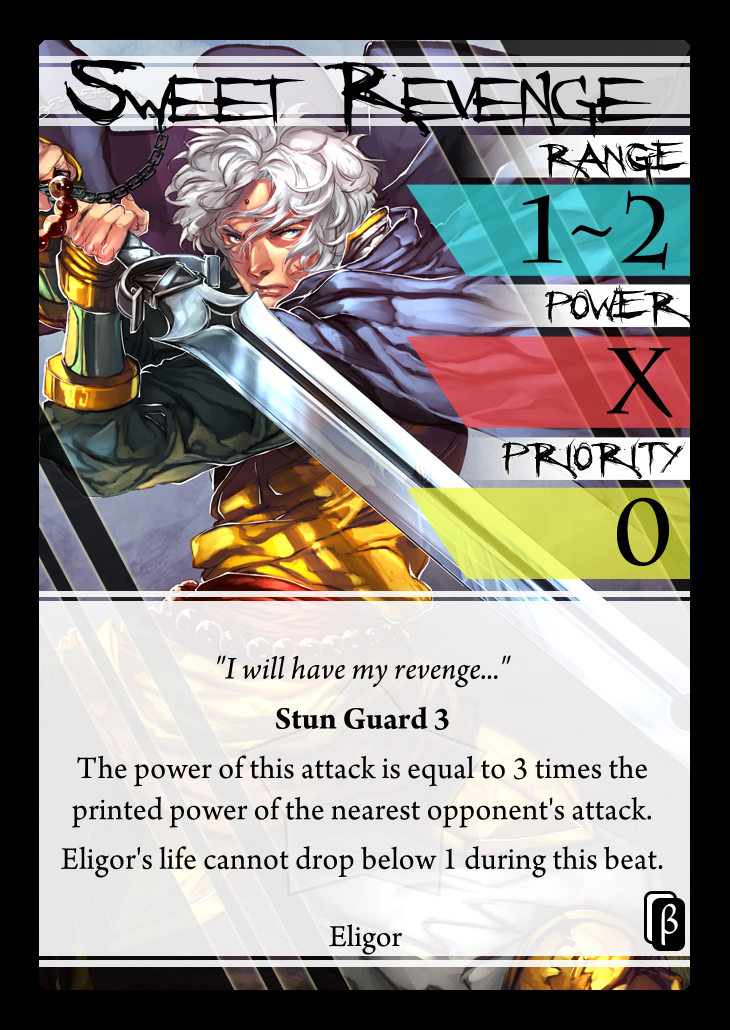 Sweet Revenge
Range
1~2
Power
X
Priority
0
"I will have my revenge..."
Stun Guard 3
The power of this attack is equal to 3 times the
printed power of the nearest opponent's attack.
Eligor's life cannot drop below 1 during this beat.
Eligor
β